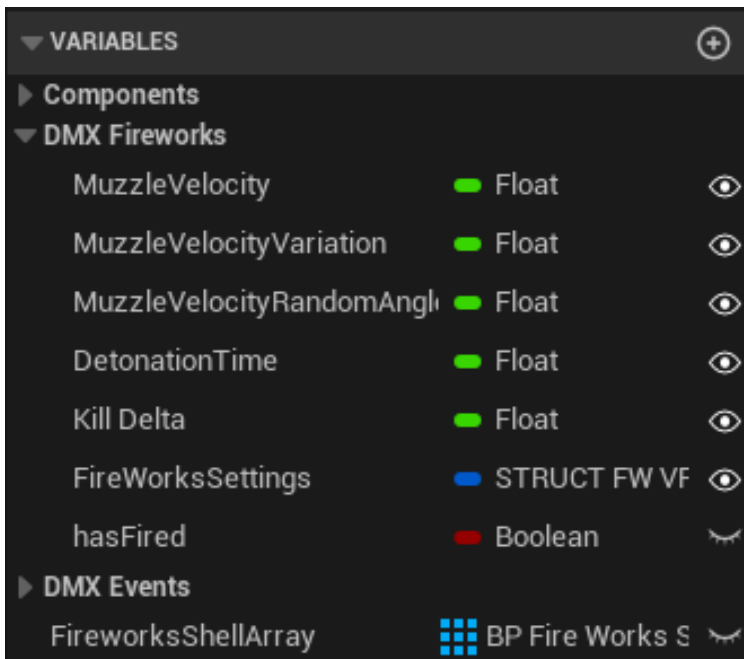 VARIABLES
Components
DMX Fireworks
MuzzleVelocity Float
MuzzleVelocityVariation Float
MuzzleVelocityRandomAngl Float
DetonationTime Float
Kill Delta Float
FireWorksSettings STRUCT FW VF
hasFired Boolean
DMX Events
FireworksShellArray BP Fire Works S